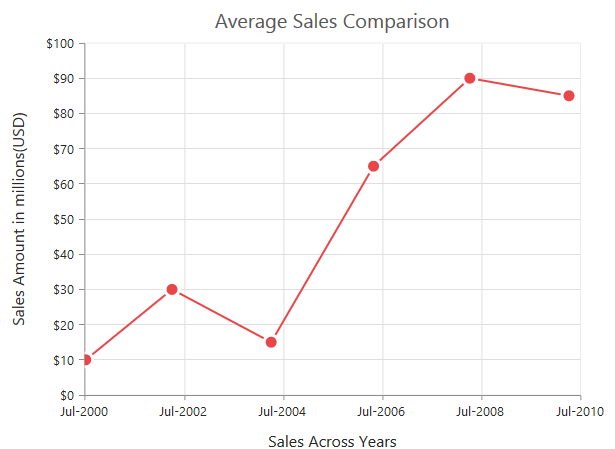 Average Sales Comparison
$100
$90
$80
$70
$60
$50
$40
$30
$20
$10
$0
Sales Amount in millions(USD)
Jul-2000 Jul-2002 Jul-2004 Jul-2006 Jul-2008 Jul-2010
Sales Across Years